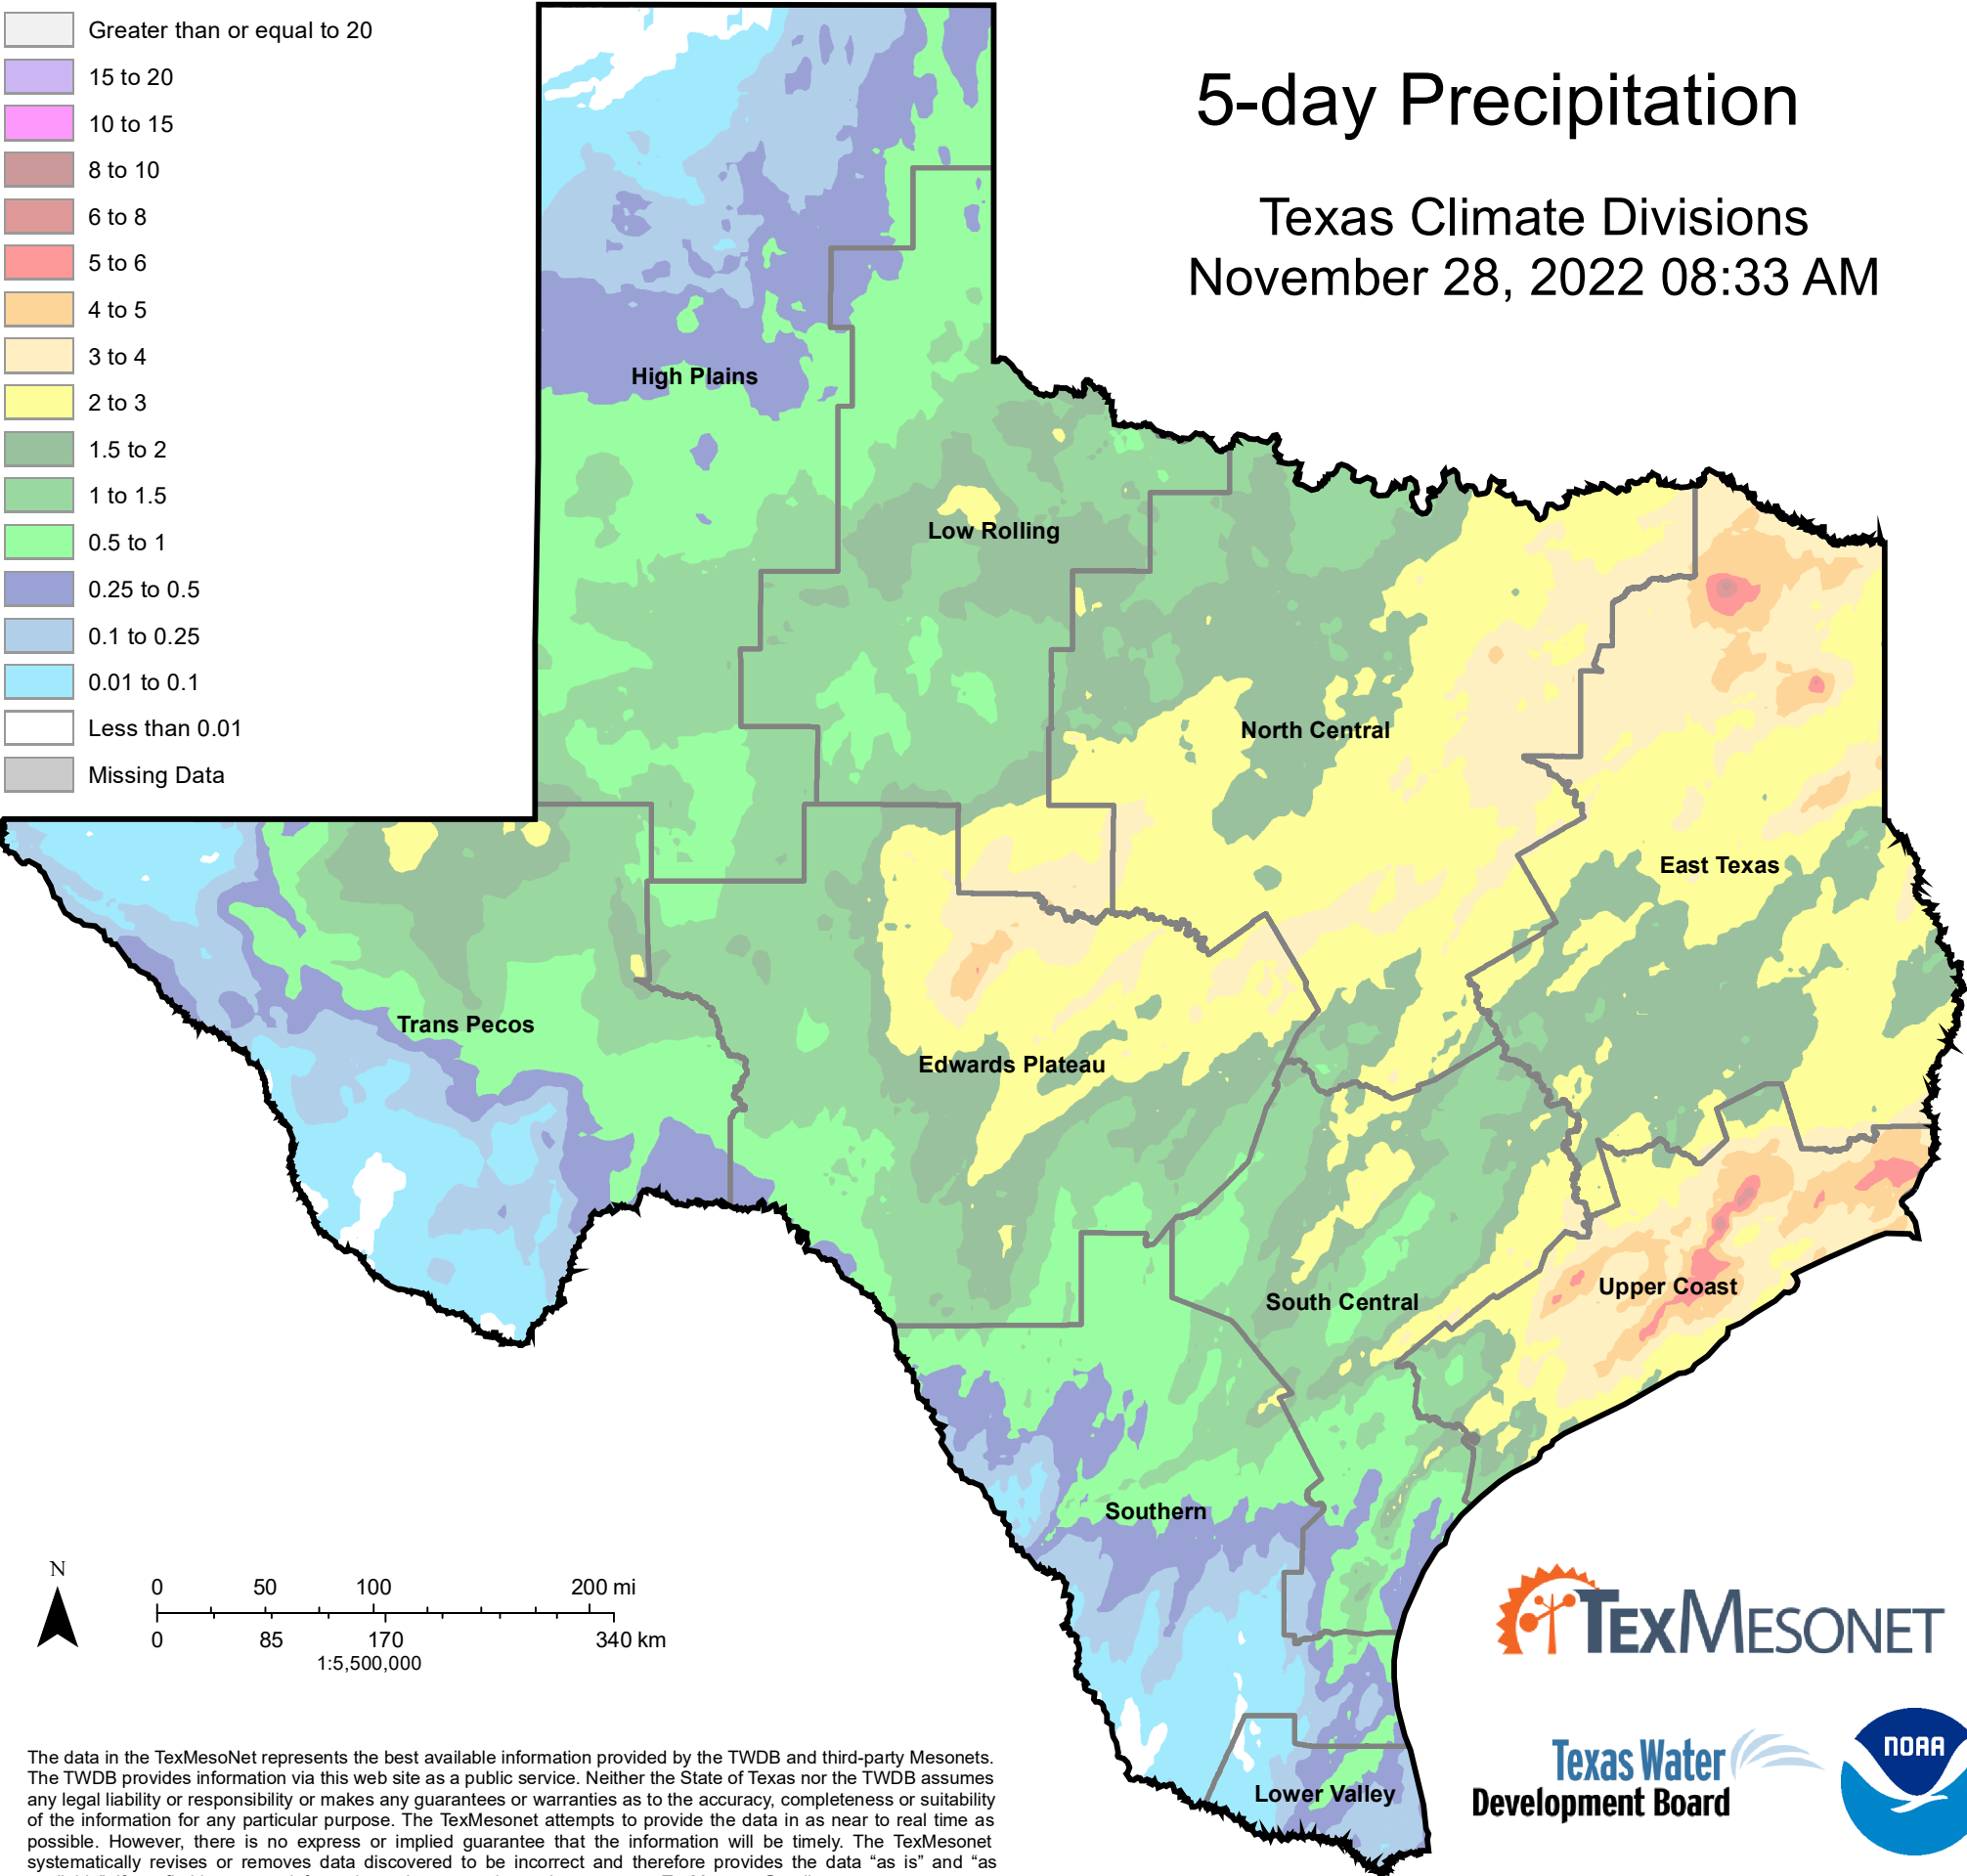 5-day Precipitation
Texas Climate Divisions
November 28, 2022 08:33 AM
Greater than or equal to 20
15 to 20
10 to 15
8 to 10
6 to 8
5 to 6
4 to 5
3 to 4
2 to 3
1.5 to 2
1 to 1.5
0.5 to 1
0.25 to 0.5
0.1 to 0.25
0.01 to 0.1
Less than 0.01
Missing Data
High Plains
Low Rolling
North Central
East Texas
Trans Pecos
Edwards Plateau
Upper Coast
South Central
Southern
Lower Valley
N
0 50 100 200 mi
0 85 170 340 km
1:5,500,000
TEXMESONET
Texas Water
Development Board
NOAA
The data in the TexMesoNet represents the best available information provided by the TWDB and third-party Mesonets.
The TWDB provides information via this web site as a public service. Neither the State of Texas nor the TWDB assumes
any legal liability or responsibility or makes any guarantees or warranties as to the accuracy, completeness or suitability
of the information for any particular purpose. The TexMesonet attempts to provide the data in as near to real time as
possible. However, there is no express or implied guarantee that the information will be timely. The TexMesonet
systematically revises or removes data discovered to be incorrect and therefore provides the data “as is” and “as